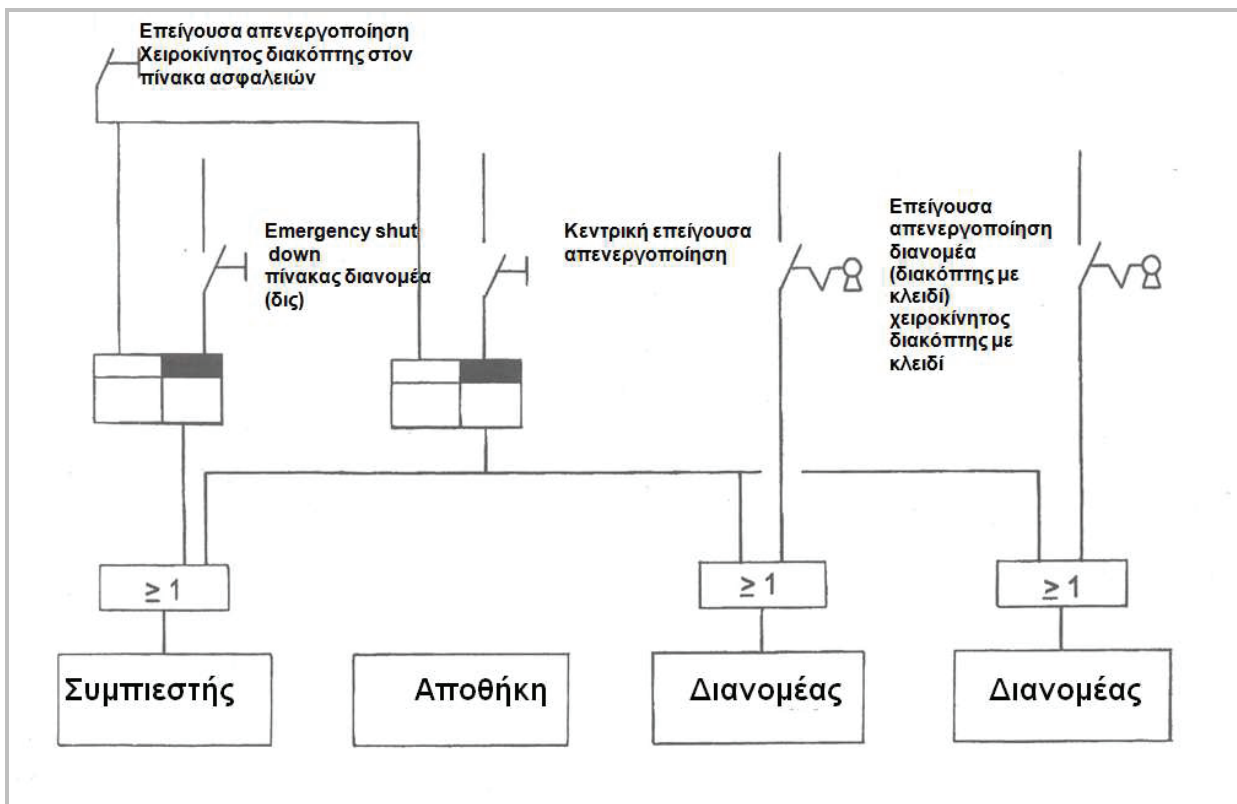 Επείγουσα απενεργοποίηση
Χειροκίνητος διακόπτης στον
πίνακα ασφαλειών
Emergency shut
down
πίνακας διανομέα
(δις)
Κεντρική επείγουσα
απενεργοποίηση
Επείγουσα
απενεργοποίηση
διανομέα
(διακόπτης με
κλειδί)
χειροκίνητος
διακόπτης με
κλειδί
≥ 1
≥ 1
≥ 1
Συμπιεστής
Αποθήκη
Διανομέας
Διανομέας